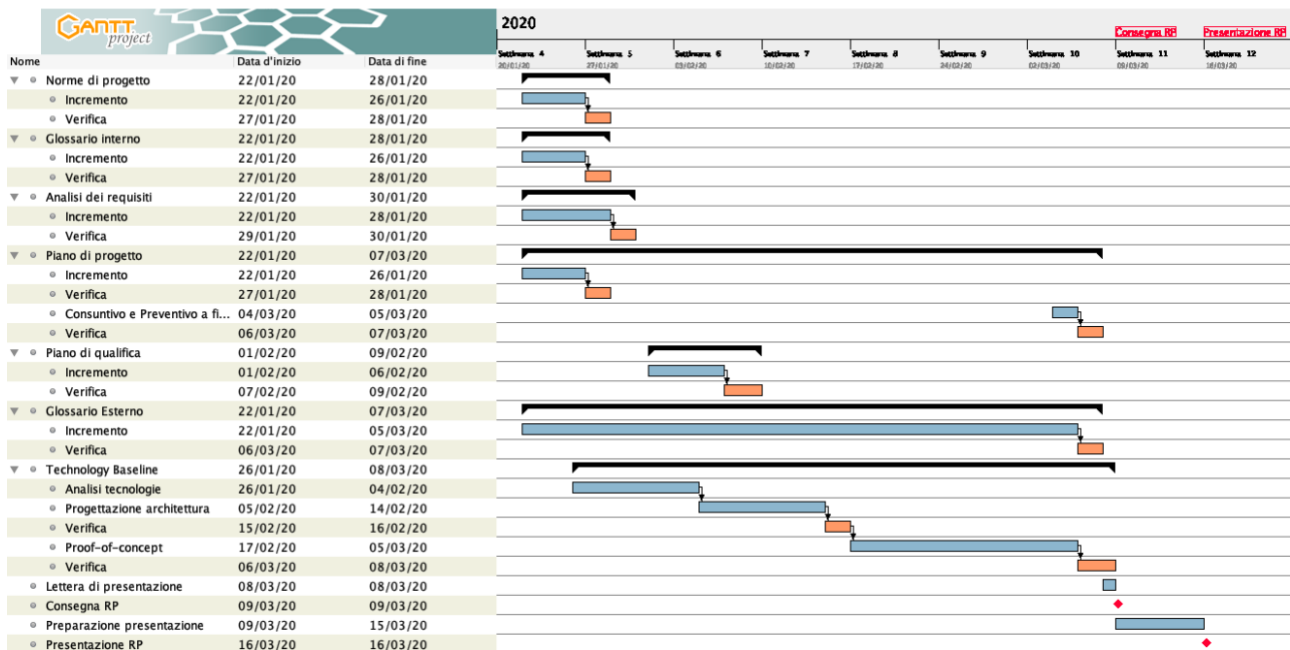 GANTT project
2020
Consegna RP
Presentazione RP
Settimana 4
Settimana 5
Settimana 6
Settimana 7
Settimana 8
Settimana 9
Settimana 10
Settimana 11
Settimana 12
Nome Data d'inizio Data di fine
20/01/20
27/01/20
03/02/20
10/02/20
17/02/20
24/02/20
02/03/20
09/03/20
16/03/20
Norme di progetto 22/01/20 28/01/20
Incremento 22/01/20 26/01/20
Verifica 27/01/20 28/01/20
Glossario interno 22/01/20 28/01/20
Incremento 22/01/20 26/01/20
Verifica 27/01/20 28/01/20
Analisi dei requisiti 22/01/20 30/01/20
Incremento 22/01/20 28/01/20
Verifica 29/01/20 30/01/20
Piano di progetto 22/01/20 07/03/20
Incremento 22/01/20 26/01/20
Verifica 27/01/20 28/01/20
Consuntivo e Preventivo a fi... 04/03/20 05/03/20
Verifica 06/03/20 07/03/20
Piano di qualifica 01/02/20 09/02/20
Incremento 01/02/20 06/02/20
Verifica 07/02/20 09/02/20
Glossario Esterno 22/01/20 07/03/20
Incremento 22/01/20 05/03/20
Verifica 06/03/20 07/03/20
Technology Baseline 26/01/20 08/03/20
Analisi tecnologie 26/01/20 04/02/20
Progettazione architettura 05/02/20 14/02/20
Verifica 15/02/20 16/02/20
Proof-of-concept 17/02/20 05/03/20
Verifica 06/03/20 08/03/20
Lettera di presentazione 08/03/20 08/03/20
Consegna RP 09/03/20 09/03/20
Preparazione presentazione 09/03/20 15/03/20
Presentazione RP 16/03/20 16/03/20